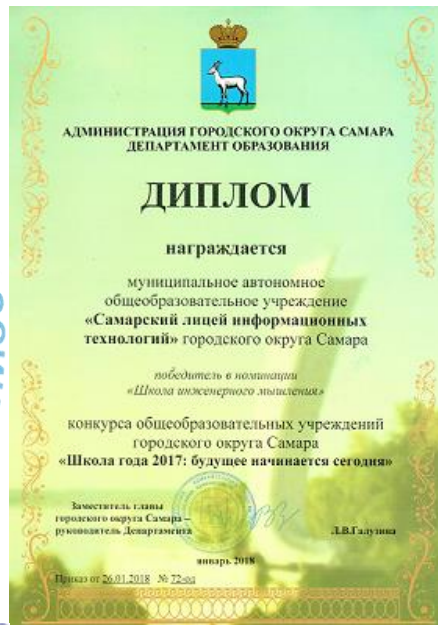 АДМИНИСТРАЦИЯ ГОРОДСКОГО ОКРУГА САМАРА
ДЕПАРТАМЕНТ ОБРАЗОВАНИЯ
ДИПЛОМ
награждается
муниципальное автономное
общеобразовательное учреждение
«Самарский лицей информационных
технологий» городского округа Самара
победитель в номинации
«Школа инженерного мышления»
конкурса общеобразовательных учреждений
городского округа Самара
«Школа года 2017: будущее начинается сегодня»
Заместитель главы
городского округа Самара –
руководитель Департамента
Л.В.Галузина
январь 2018
Приказ от 26.01.2018 № 72-од